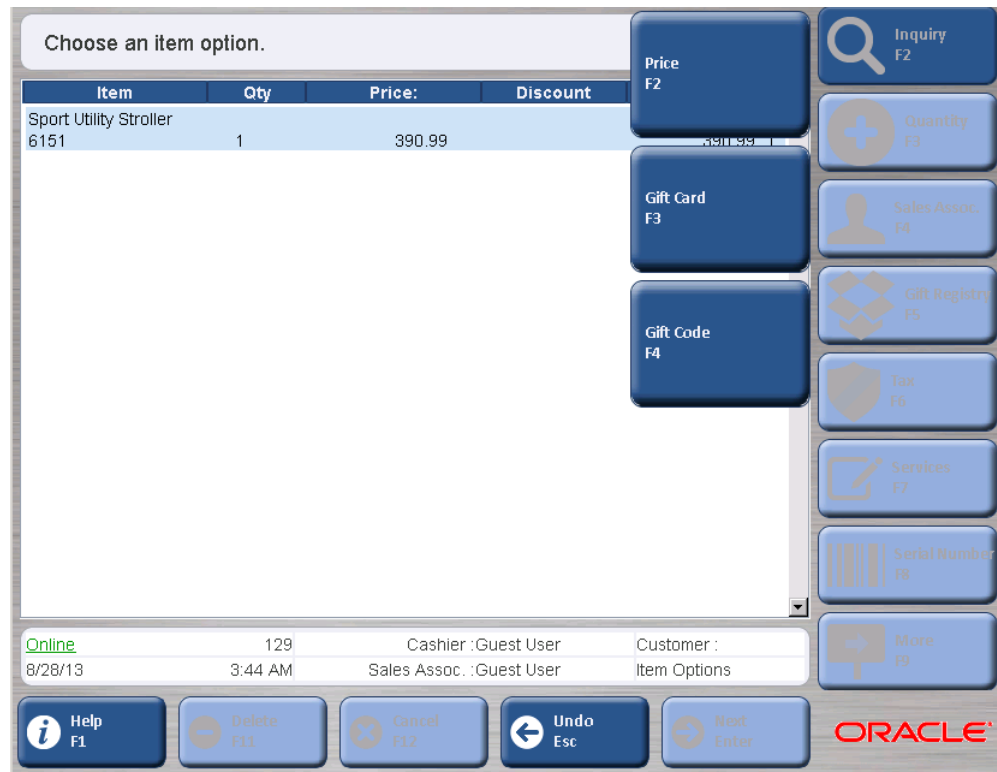 Choose an item option.
Item Qty Price: Discount
Sport Utility Stroller
6151 1 390.99 390.99 T
Price
F2
Gift Card
F3
Gift Code
F4
Inquiry
F2
Quantity
F3
Sales Assoc.
F4
Gift Registry
F5
Tax
F6
Services
F7
Serial Number
F8
More
F9
Online 129 Cashier :Guest User Customer :
8/28/13 3:44 AM Sales Assoc. :Guest User Item Options
Help
F1
Delete
F11
Cancel
F12
Undo
Esc
Next
Enter
ORACLE